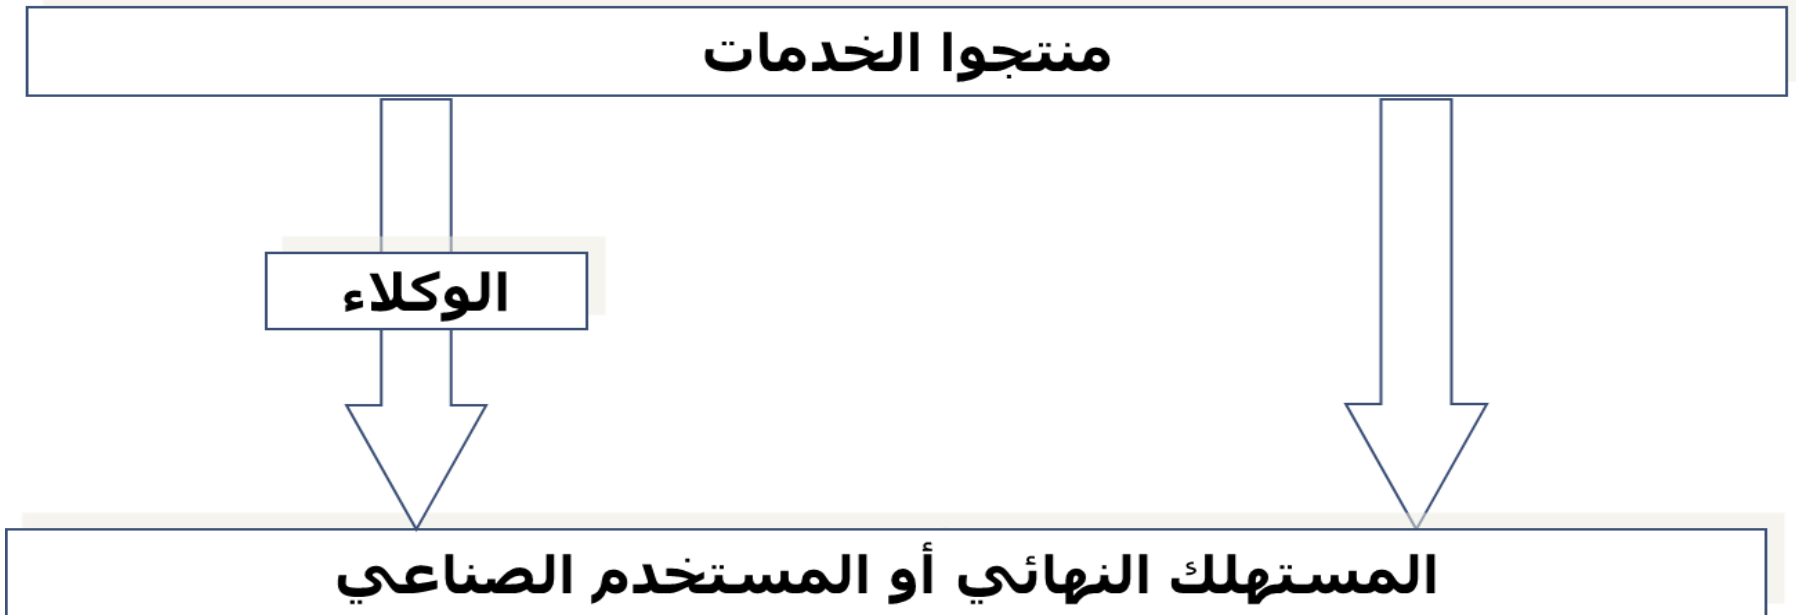 منتجوا الخدمات
الوكلاء
المستهلك النهائي أو المستخدم الصناعي